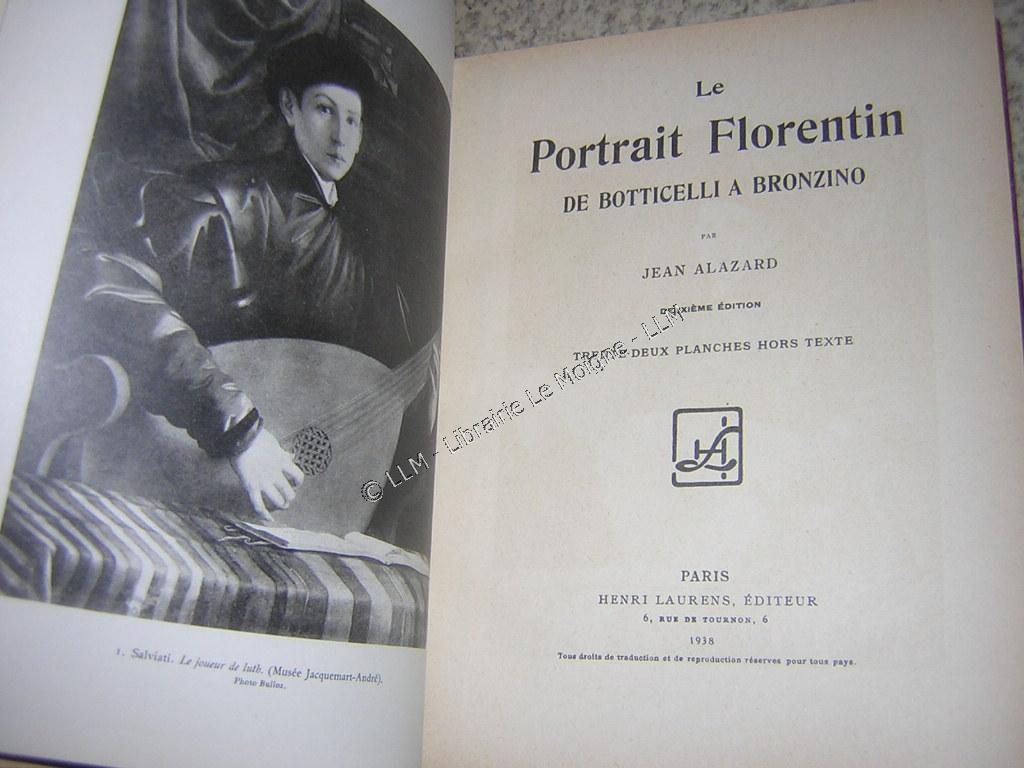 1. Salviati. Le joueur de luth. (Musée Jacquemart-André).
Photo Bulloz.
Le
Portrait Florentin
DE BOTTICELLI A BRONZINO
PAR
JEAN ALAZARD
DEUXIÈME ÉDITION
TRENTE-DEUX PLANCHES HORS TEXTE
HL
PARIS
HENRI LAURENS, ÉDITEUR
6, RUE DE TOURNON, 6
1938
Tous droits de traduction et de reproduction réservés pour tous pays.
© LLM - Librairie Le Moigne - LLM